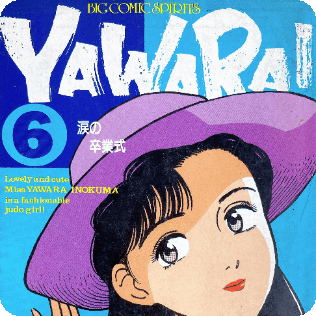 BIG COMIC SPIRITS
YAWARA!
6
涙の
卒業式
Lovely and cute
Miss YAWARA INOKUMA
is a fashionable
judo girl!